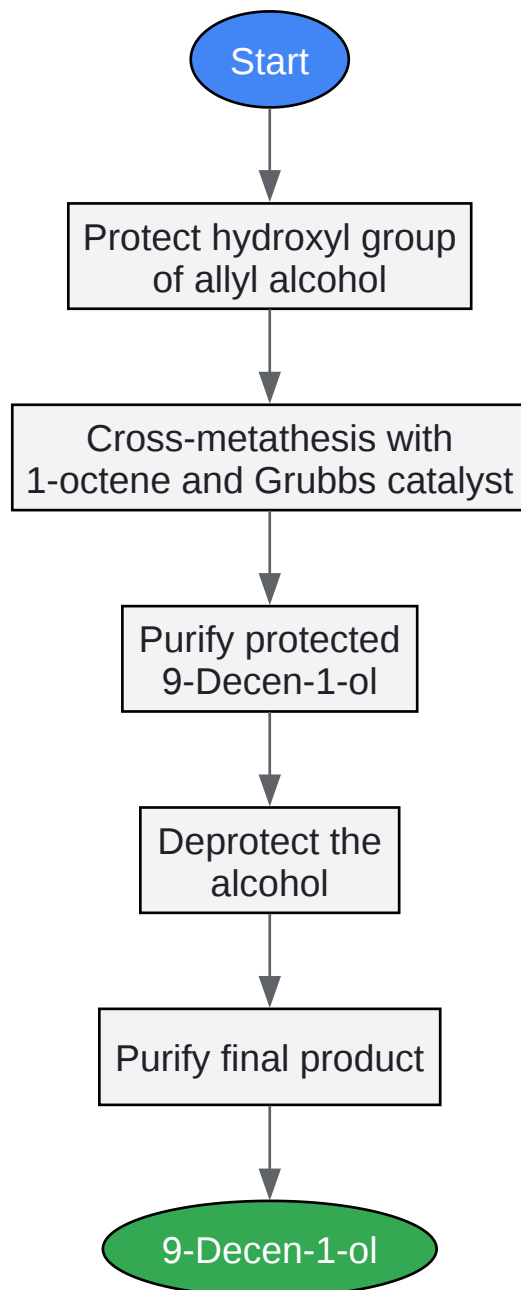 Start
Protect hydroxyl group
of allyl alcohol
Cross-metathesis with
1-octene and Grubbs catalyst
Purify protected
9-Decen-1-ol
Deprotect the
alcohol
Purify final product
9-Decen-1-ol